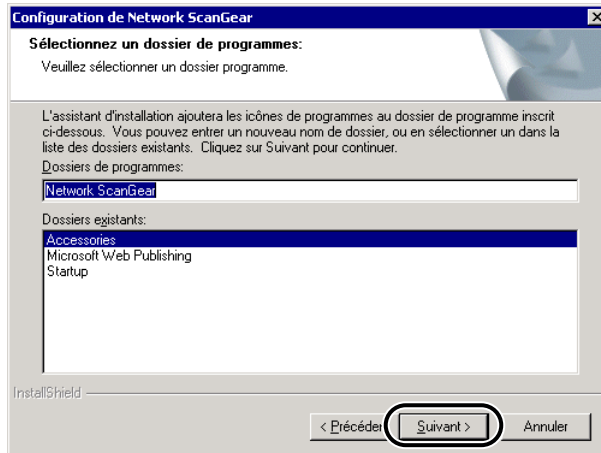 Configuration de Network ScanGear
Sélectionnez un dossier de programmes:
Veuillez sélectionner un dossier programme.
L'assistant d'installation ajoutera les icônes de programmes au dossier de programme inscrit
ci-dessous. Vous pouvez entrer un nouveau nom de dossier, ou en sélectionner un dans la
liste des dossiers existants. Cliquez sur Suivant pour continuer.
Dossiers de programmes:
Network ScanGear
Dossiers existants:
Accessories
Microsoft Web Publishing
Startup
InstallShield
< Précéden
Suivant >
Annuler